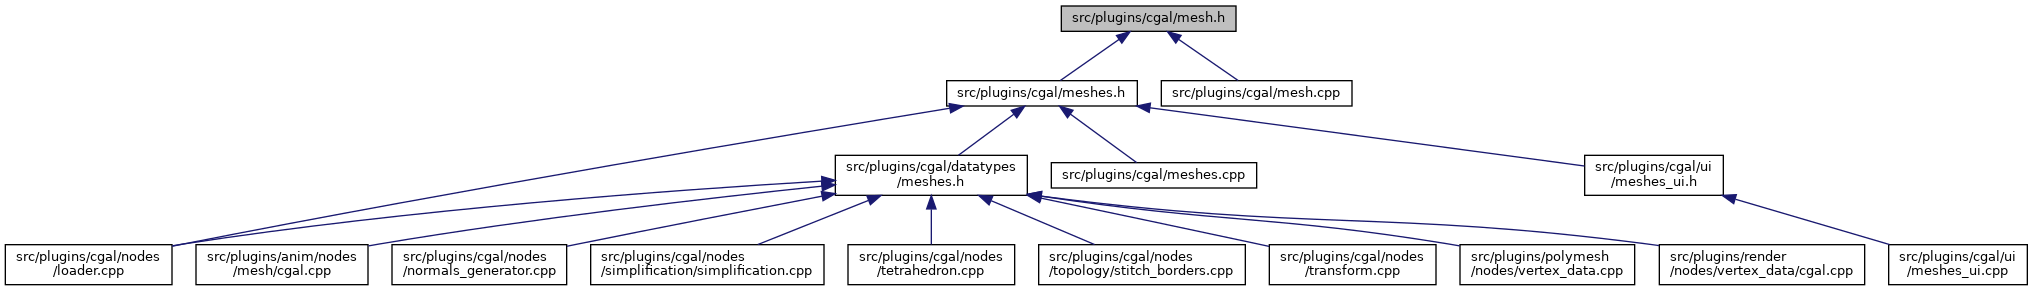 src/plugins/cgal/mesh.h
src/plugins/cgal/meshes.h
src/plugins/cgal/mesh.cpp
src/plugins/cgal/datatypes
/meshes.h
src/plugins/cgal/meshes.cpp
src/plugins/cgal/ui
/meshes_ui.h
src/plugins/cgal/nodes
/loader.cpp
src/plugins/anim/nodes
/mesh/cgal.cpp
src/plugins/cgal/nodes
/normals_generator.cpp
src/plugins/cgal/nodes
/simplification/simplification.cpp
src/plugins/cgal/nodes
/tetrahedron.cpp
src/plugins/cgal/nodes
/topology/stitch_borders.cpp
src/plugins/cgal/nodes
/transform.cpp
src/plugins/polymesh
/nodes/vertex_data.cpp
src/plugins/render
/nodes/vertex_data/cgal.cpp
src/plugins/cgal/ui
/meshes_ui.cpp